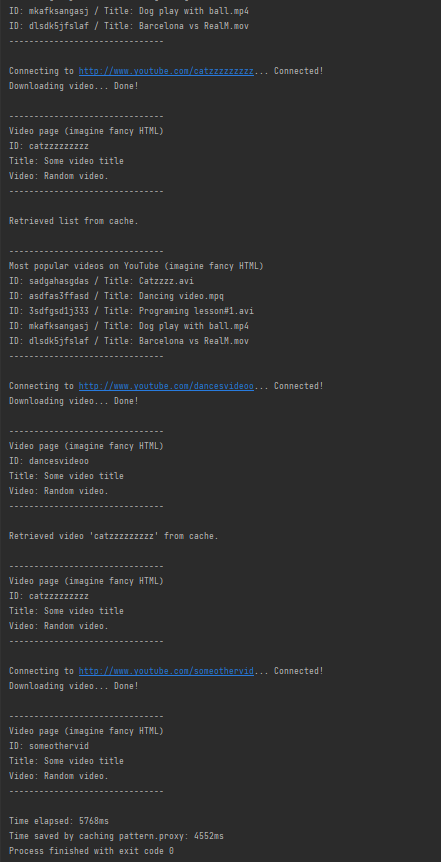 ID: mkafksangasj / Title: Dog play with ball.mp4
ID: dlsdk5jfslaf / Title: Barcelona vs RealM.mov
-------------------------------
Connecting to http://www.youtube.com/catzzzzzzzzz... Connected!
Downloading video... Done!
-------------------------------
Video page (imagine fancy HTML)
ID: catzzzzzzzzz
Title: Some video title
Video: Random video.
-------------------------------
Retrieved list from cache.
-------------------------------
Most popular videos on YouTube (imagine fancy HTML)
ID: sadgahasgdas / Title: Catzzzz.avi
ID: asdfas3ffasd / Title: Dancing video.mpq
ID: 3sdfgsd1j333 / Title: Programing lesson#1.avi
ID: mkafksangasj / Title: Dog play with ball.mp4
ID: dlsdk5jfslaf / Title: Barcelona vs RealM.mov
-------------------------------
Connecting to http://www.youtube.com/dancesvideoo... Connected!
Downloading video... Done!
-------------------------------
Video page (imagine fancy HTML)
ID: dancesvideoo
Title: Some video title
Video: Random video.
-------------------------------
Retrieved video 'catzzzzzzzzz' from cache.
-------------------------------
Video page (imagine fancy HTML)
ID: catzzzzzzzzz
Title: Some video title
Video: Random video.
-------------------------------
Connecting to http://www.youtube.com/someothervid... Connected!
Downloading video... Done!
-------------------------------
Video page (imagine fancy HTML)
ID: someothervid
Title: Some video title
Video: Random video.
-------------------------------
Time elapsed: 5768ms
Time saved by caching pattern.proxy: 4552ms
Process finished with exit code 0